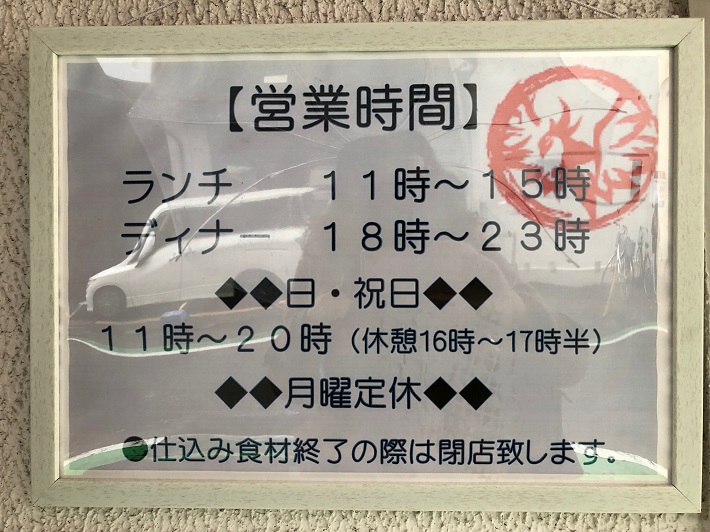 【営業時間】
ランチ　１１時～１５時
ディナー　１８時～２３時
◆◆日・祝日◆◆
１１時～２０時（休憩16時～17時半）
◆◆月曜定休◆◆
●仕込み食材終了の際は閉店致します。